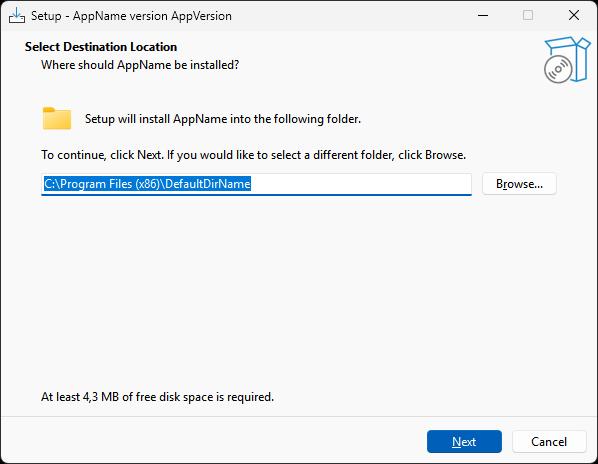 Setup - AppName version AppVersion
Select Destination Location
Where should AppName be installed?
Setup will install AppName into the following folder.
To continue, click Next. If you would like to select a different folder, click Browse.
C:\Program Files (x86)\DefaultDirName
Browse...
At least 4,3 MB of free disk space is required.
Next
Cancel